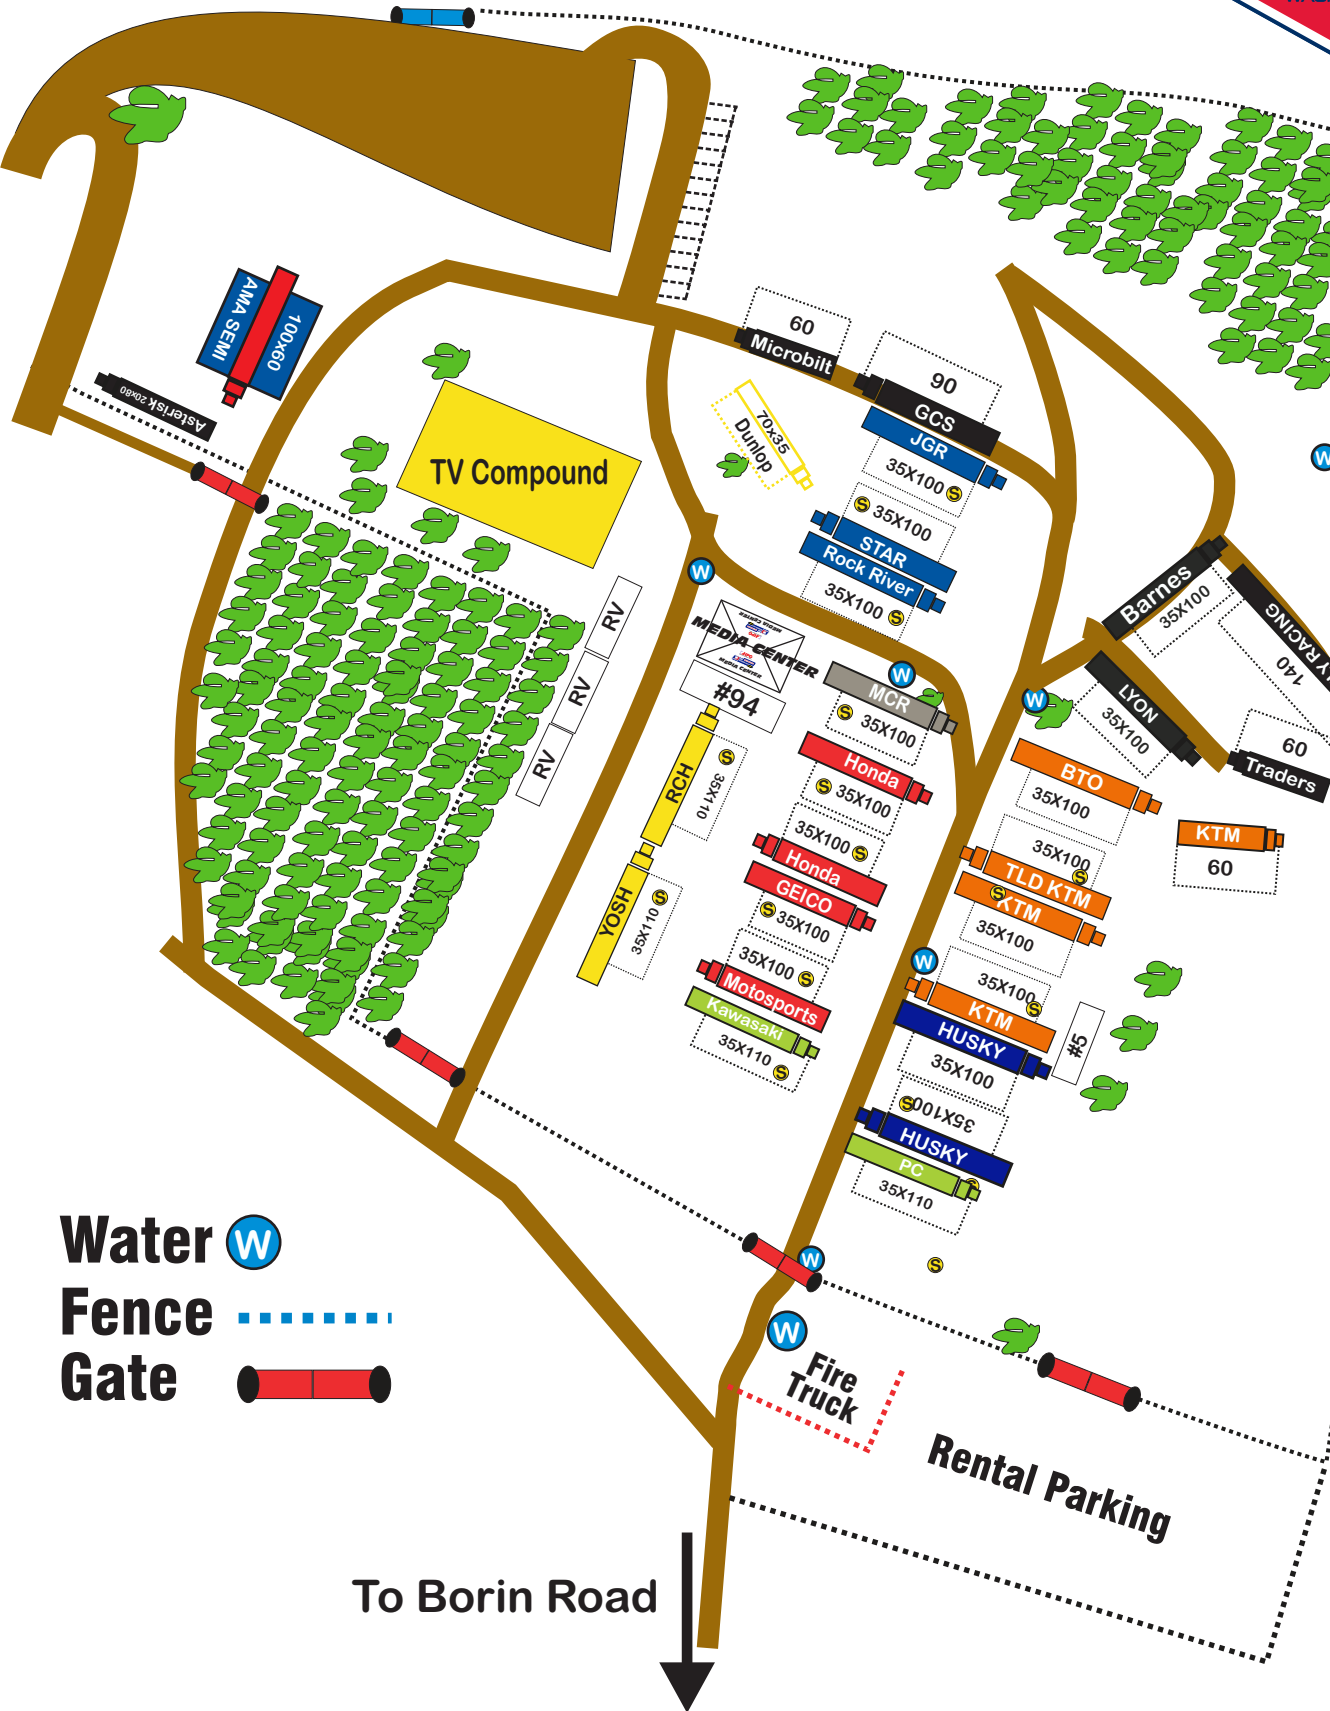 AMA SEMI
100x60
Asterisk 20x80
TV Compound
60
Microbilt
90
GCS
JGR
35X100
S
70x35
Dunlop
S
35X100
STAR
Rock River
35X100
S
W
W
RV
RV
RV
MEDIA CENTER
MEDIA CENTER
MEDIA CENTER
#94
W
MCR
S
35X100
Barnes
35X100
Y RACING
140
LYON
35X100
W
60
Traders
RCH
S
35X110
Honda
S
35X100
BTO
35X100
KTM
60
35X100
S
Honda
GEICO
S
35X100
35X100
S
TLD KTM
S
KTM
35X100
YOSH
S
35X110
35X100
S
Motosports
Kawasaki
35X110
S
W
35X100
S
KTM
HUSKY
35X100
#5
S
35X100
HUSKY
PC
S
35X110
W
S
Water W
Fence
Gate
W
Fire
Truck
Rental Parking
To Borin Road